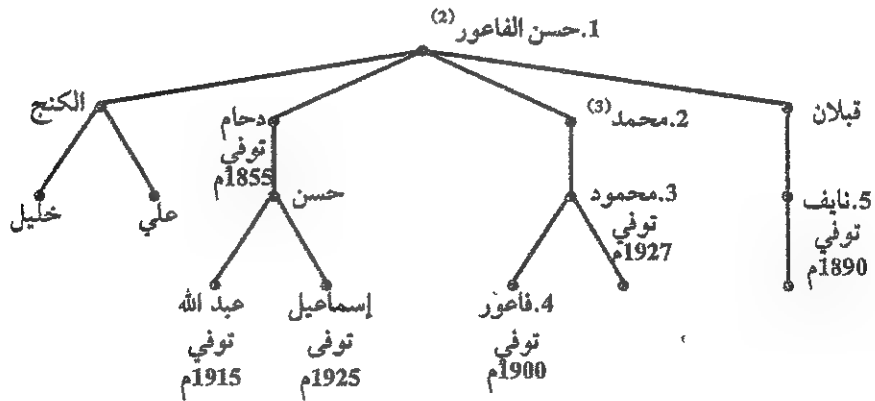 1.حسن الفاعور (2)
قبلان
2.محمد (3)
دحام
توفي
1855م
الكنج
5.نايف
توفي
1890م
3.محمود
توفي
1927م
حسن
علي
خليل
4.فاعور
توفي
1900م
إسماعيل
توفى
1925م
عبد الله
توفي
1915م